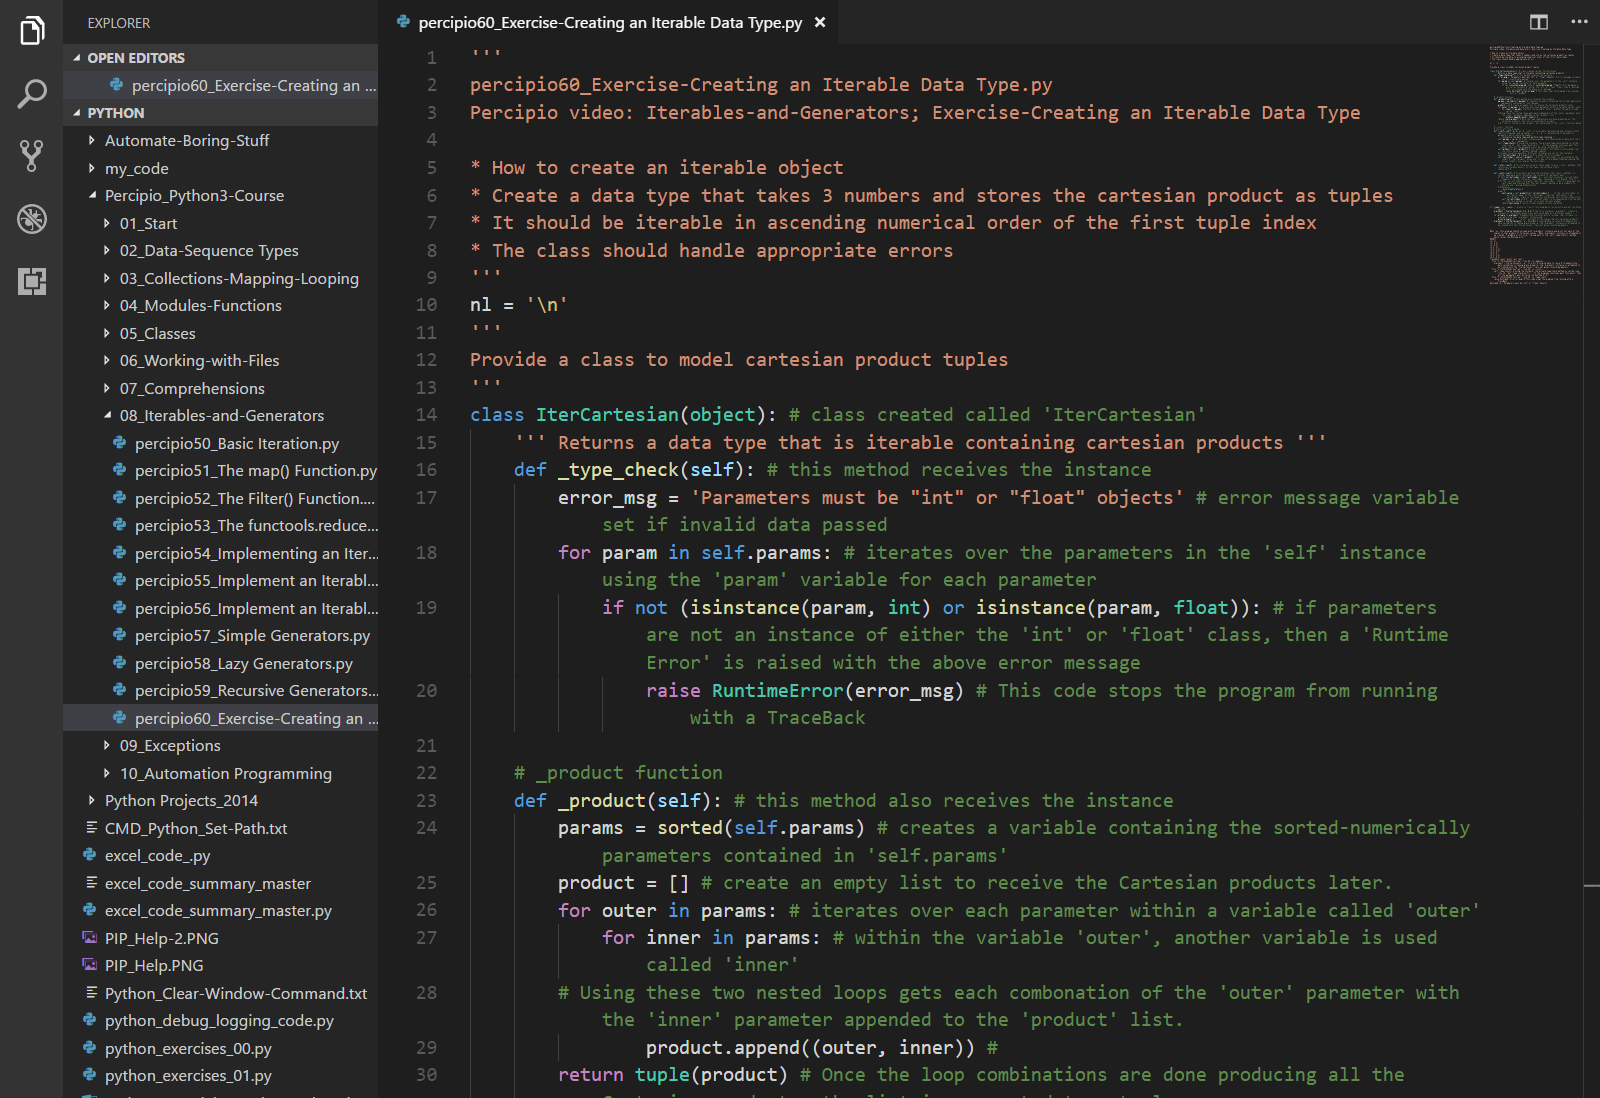 EXPLORER
OPEN EDITORS
percipio60_Exercise-Creating an ...
PYTHON
Automate-Boring-Stuff
my_code
Percipio_Python3-Course
01_Start
02_Data-Sequence Types
03_Collections-Mapping-Looping
04_Modules-Functions
05_Classes
06_Working-with-Files
07_Comprehensions
08_Iterables-and-Generators
percipio50_Basic Iteration.py
percipio51_The map() Function.py
percipio52_The Filter() Function....
percipio53_The functools.reduce...
percipio54_Implementing an Iter...
percipio55_Implement an Iterabl...
percipio56_Implement an Iterabl...
percipio57_Simple Generators.py
percipio58_Lazy Generators.py
percipio59_Recursive Generators...
percipio60_Exercise-Creating an ...
09_Exceptions
10_Automation Programming
Python Projects_2014
CMD_Python_Set-Path.txt
excel_code_.py
excel_code_summary_master
excel_code_summary_master.py
PIP_Help-2.PNG
PIP_Help.PNG
Python_Clear-Window-Command.txt
python_debug_logging_code.py
python_exercises_00.py
python_exercises_01.py
percipio60_Exercise-Creating an Iterable Data Type.py
1 '''
2 percipio60_Exercise-Creating an Iterable Data Type.py
3 Percipio video: Iterables-and-Generators; Exercise-Creating an Iterable Data Type
4
5 * How to create an iterable object
6 * Create a data type that takes 3 numbers and stores the cartesian product as tuples
7 * It should be iterable in ascending numerical order of the first tuple index
8 * The class should handle appropriate errors
9 '''
10 nl = '\n'
11 '''
12 Provide a class to model cartesian product tuples
13 '''
14 class IterCartesian(object): # class created called 'IterCartesian'
15 ''' Returns a data type that is iterable containing cartesian products '''
16 def _type_check(self): # this method receives the instance
17 error_msg = 'Parameters must be "int" or "float" objects' # error message variable
set if invalid data passed
18 for param in self.params: # iterates over the parameters in the 'self' instance
using the 'param' variable for each parameter
19 if not (isinstance(param, int) or isinstance(param, float)): # if parameters
are not an instance of either the 'int' or 'float' class, then a 'Runtime
Error' is raised with the above error message
20 raise RuntimeError(error_msg) # This code stops the program from running
with a TraceBack
21
22 # _product function
23 def _product(self): # this method also receives the instance
24 params = sorted(self.params) # creates a variable containing the sorted-numerically
parameters contained in 'self.params'
25 product = [] # create an empty list to receive the Cartesian products later.
26 for outer in params: # iterates over each parameter within a variable called 'outer'
27 for inner in params: # within the variable 'outer', another variable is used
called 'inner'
28 # Using these two nested loops gets each combonation of the 'outer' parameter with
the 'inner' parameter appended to the 'product' list.
29 product.append((outer, inner)) #
30 return tuple(product) # Once the loop combinations are done producing all the